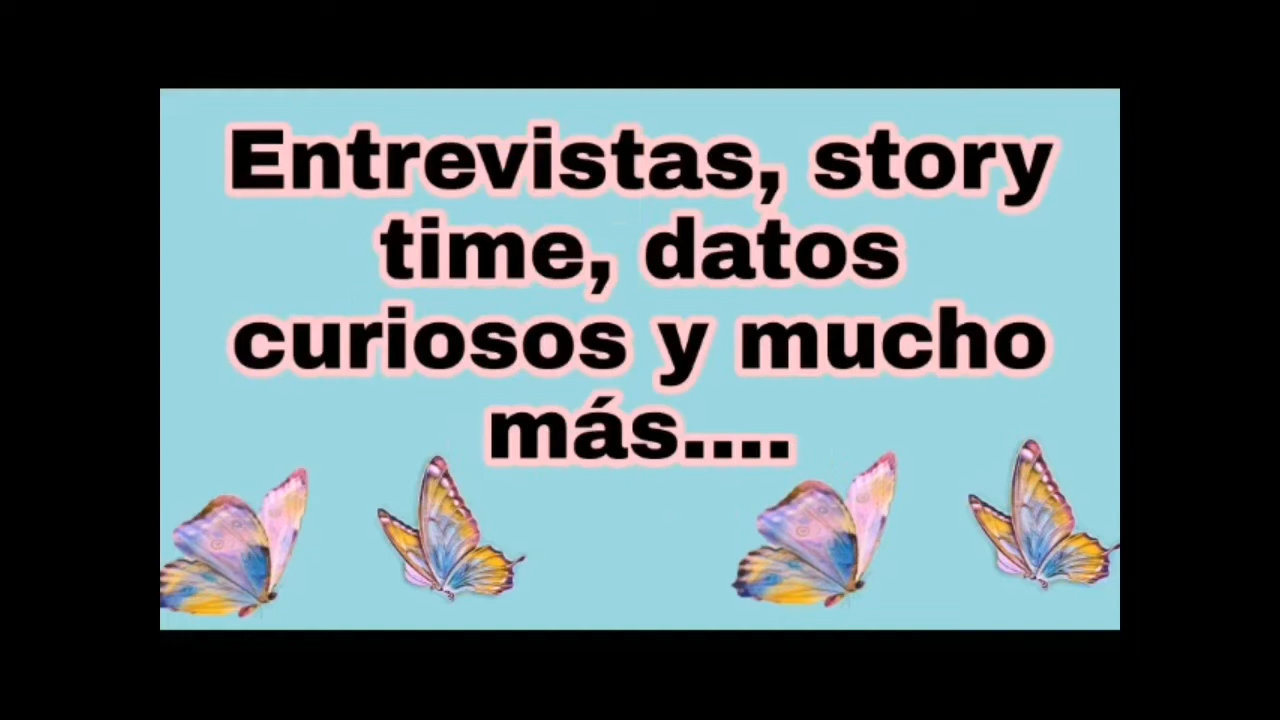 Entrevistas, story
time, datos
curiosos y mucho
más....